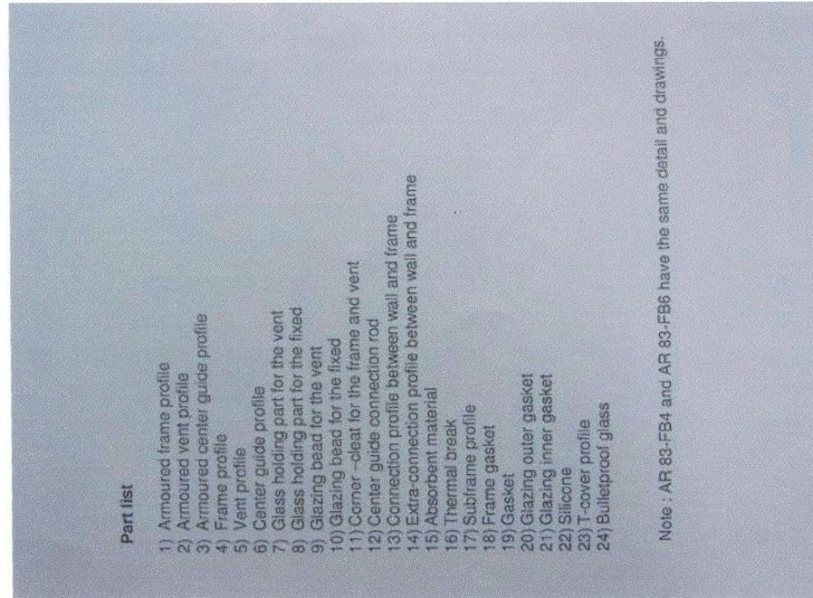 Part list
1) Armoured frame profile
2) Armoured vent profile
3) Armoured center guide profile
4) Frame profile
5) Vent profile
6) Center guide profile
7) Glass holding part for the vent
8) Glass holding part for the fixed
9) Glazing bead for the vent
10) Glazing bead for the fixed
11) Corner –cleat for the frame and vent
12) Center guide connection rod
13) Connection profile between wall and frame
14) Extra-connection profile between wall and frame
15) Absorbent material
16) Thermal break
17) Subframe profile
18) Frame gasket
19) Gasket
20) Glazing outer gasket
21) Glazing inner gasket
22) Silicone
23) T-cover profile
24) Bulletproof glass
Note : AR 83-FB4 and AR 83-FB6 have the same detail and drawings.